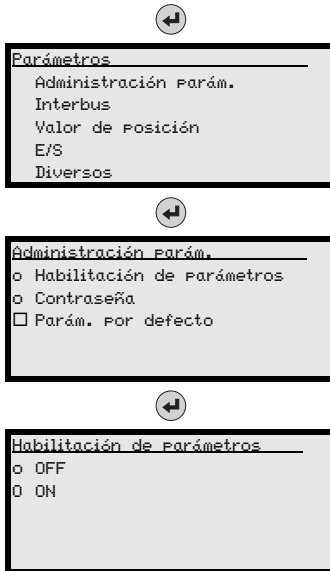 Parámetros
Administración parám.
Interbus
Valor de posición
E/S
Diversos
Administración parám.
o Habilitación de parámetros
o Contraseña
☐ Parám. por defecto
Habilitación de parámetros
o OFF
O ON